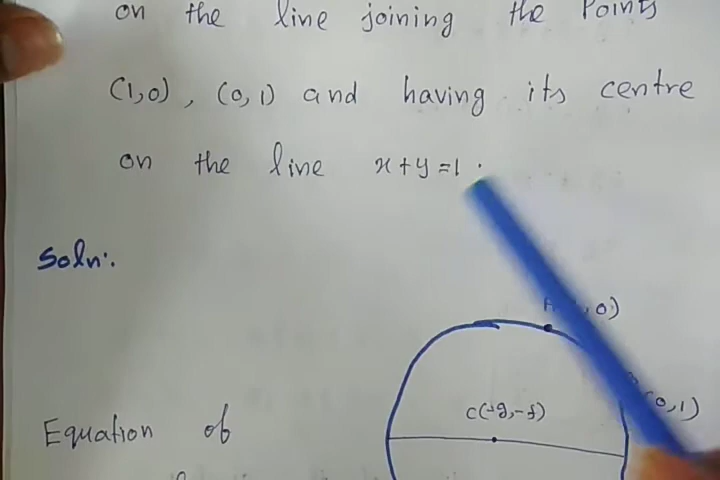 on the line joining the Points
(1,0), (0,1) and having its centre
on the line x+y=1.
Soln:
0)
C(-g,-f)
(0,1)
Equation of